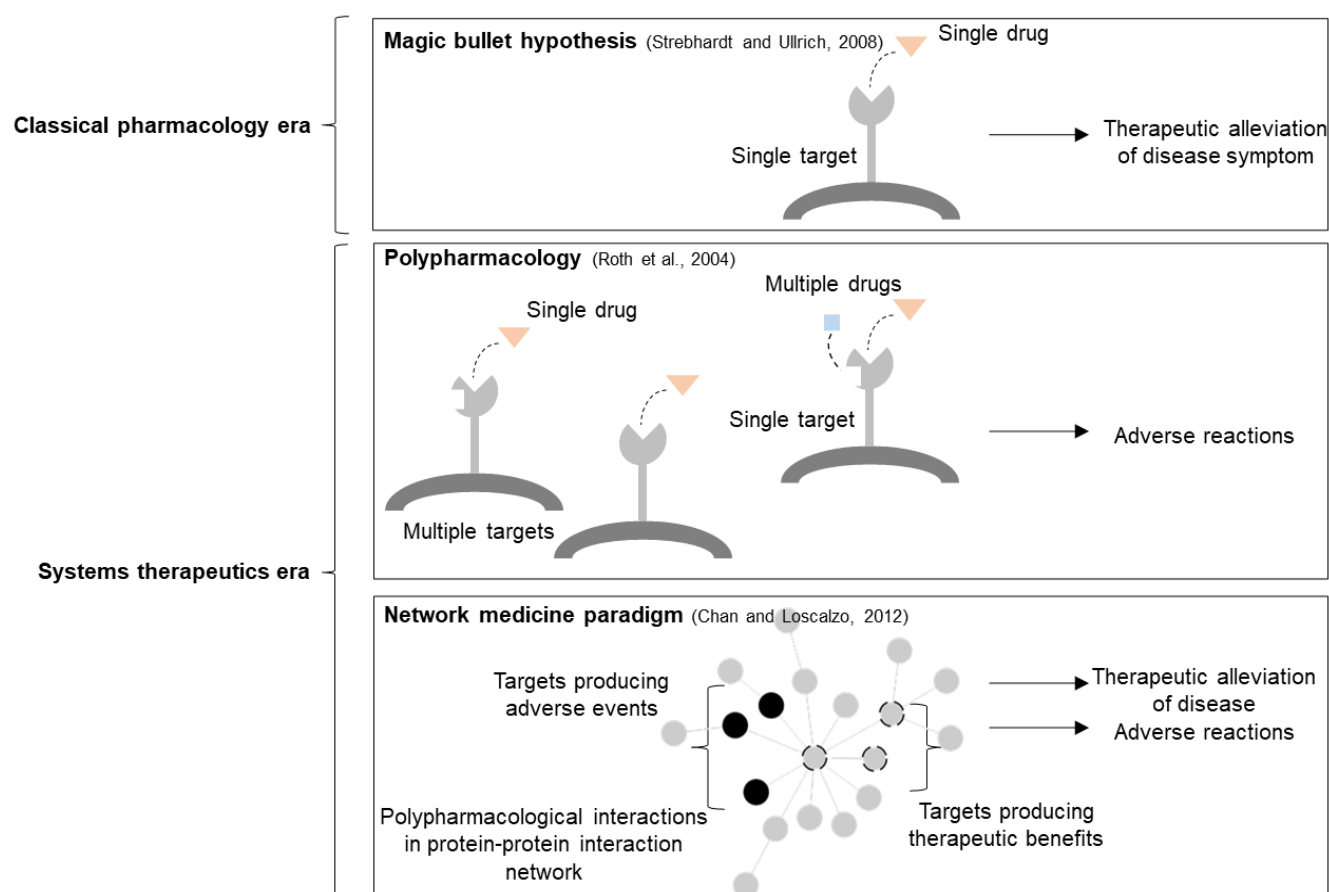 Magic bullet hypothesis (Strebhardt and Ullrich, 2008)
Single drug
Classical pharmacology era
Single target
Therapeutic alleviation
of disease symptom
Polypharmacology (Roth et al., 2004)
Single drug
Multiple drugs
Single target
Adverse reactions
Multiple targets
Systems therapeutics era
Network medicine paradigm (Chan and Loscalzo, 2012)
Targets producing
adverse events
Therapeutic alleviation
of disease
Adverse reactions
Polypharmacological interactions
in protein-protein interaction
network
Targets producing
therapeutic benefits